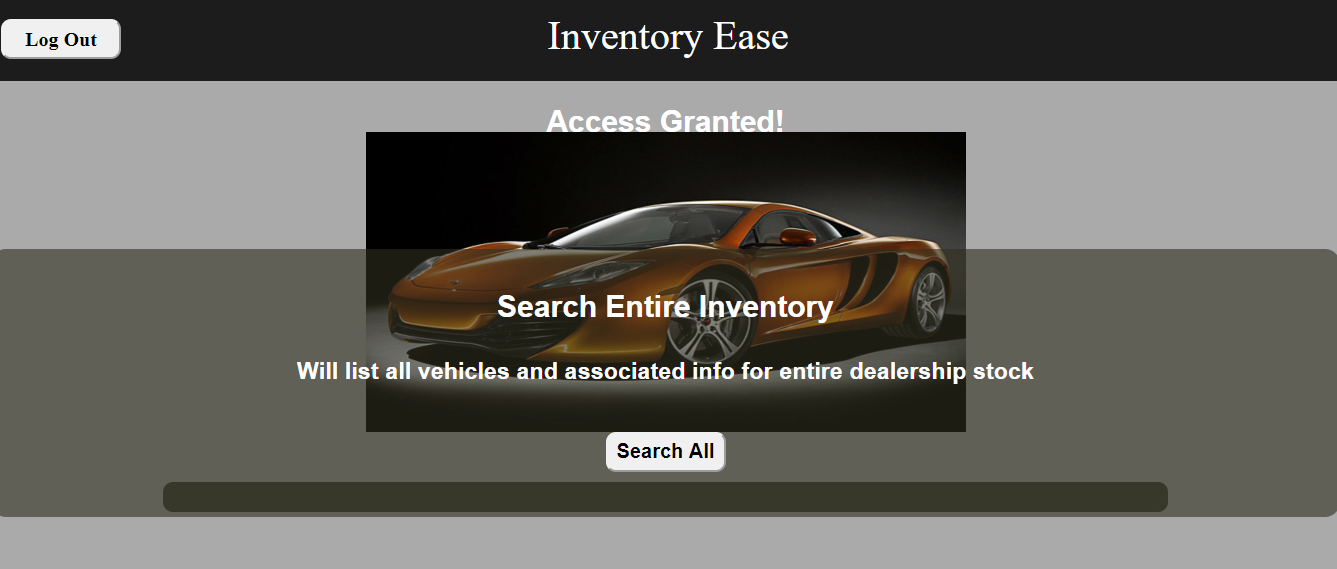 Log Out
Inventory Ease
Access Granted!
Search Entire Inventory
Will list all vehicles and associated info for entire dealership stock
Search All